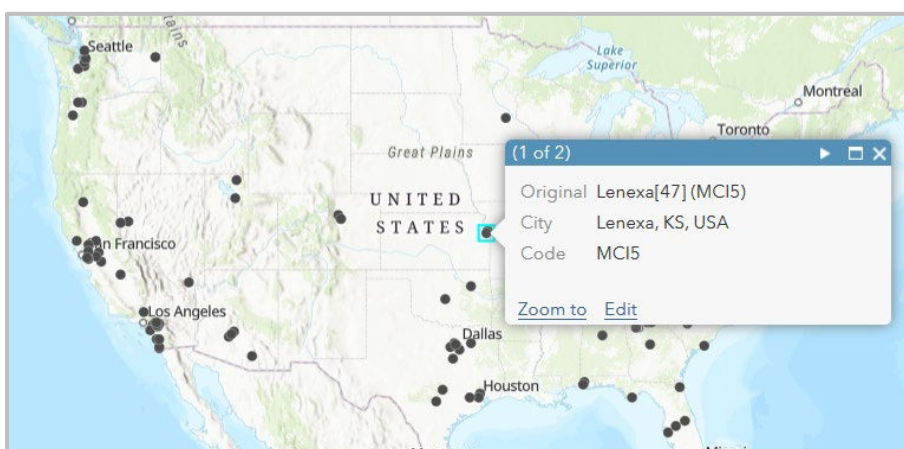 Seattle
Lake
Superior
Montreal
Toronto
Great Plains
UNITED
STATES
(1 of 2)
Original Lenexa[47] (MCI5)
City Lenexa, KS, USA
Code MCI5
Zoom to Edit
n Francisco
Los Angeles
Dallas
Houston